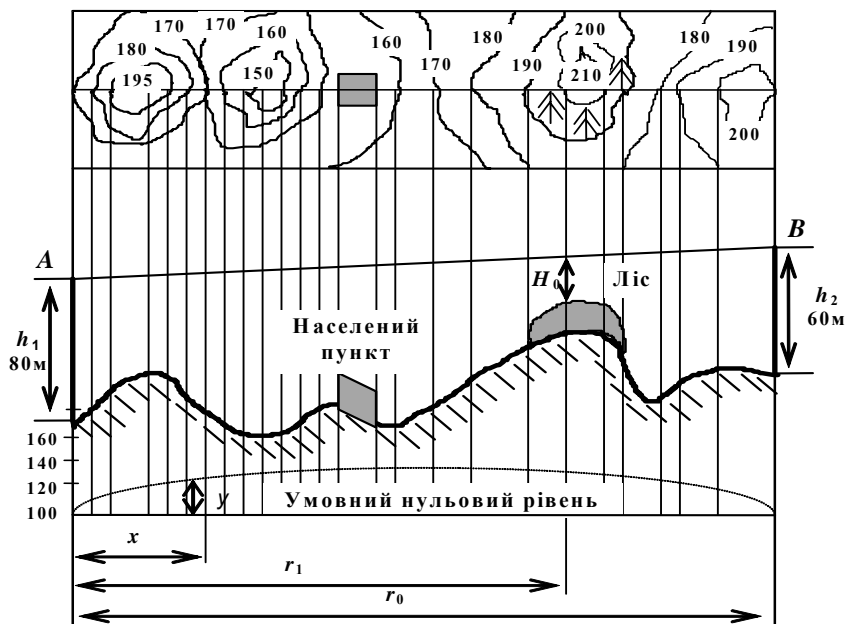 170 170 180 200 180
180 160 160 190
170 190
195 150 210
200
B
A
H₀ Ліс
h₂
60м
Населений
пункт
h₁
80м
160
140
120
100
y Умовний нульовий рівень
x
r₁
r₀